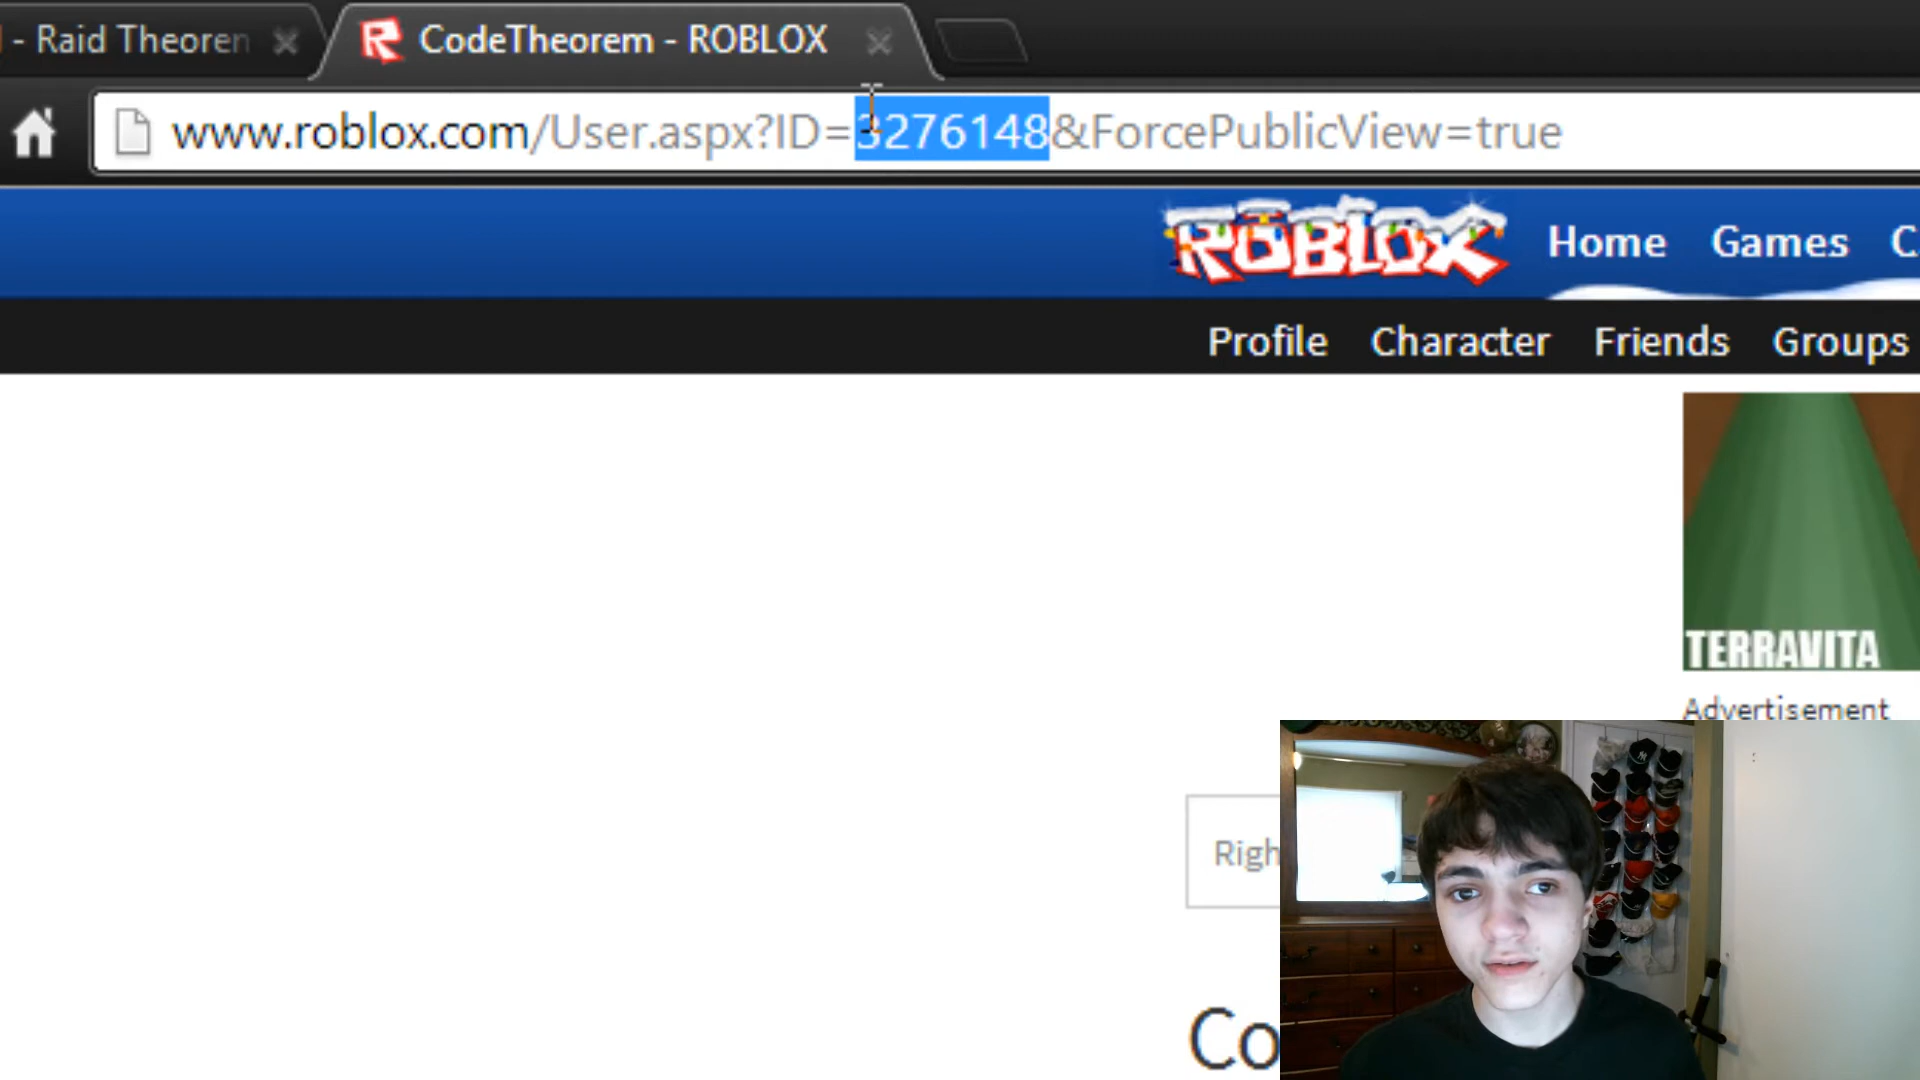 - Raid Theoren
CodeTheorem - ROBLOX
www.roblox.com/User.aspx?ID=3276148&ForcePublicView=true
ROBLOX Home Games C
Profile Character Friends Groups
TERRAVITA
Advertisement
Righ
Co